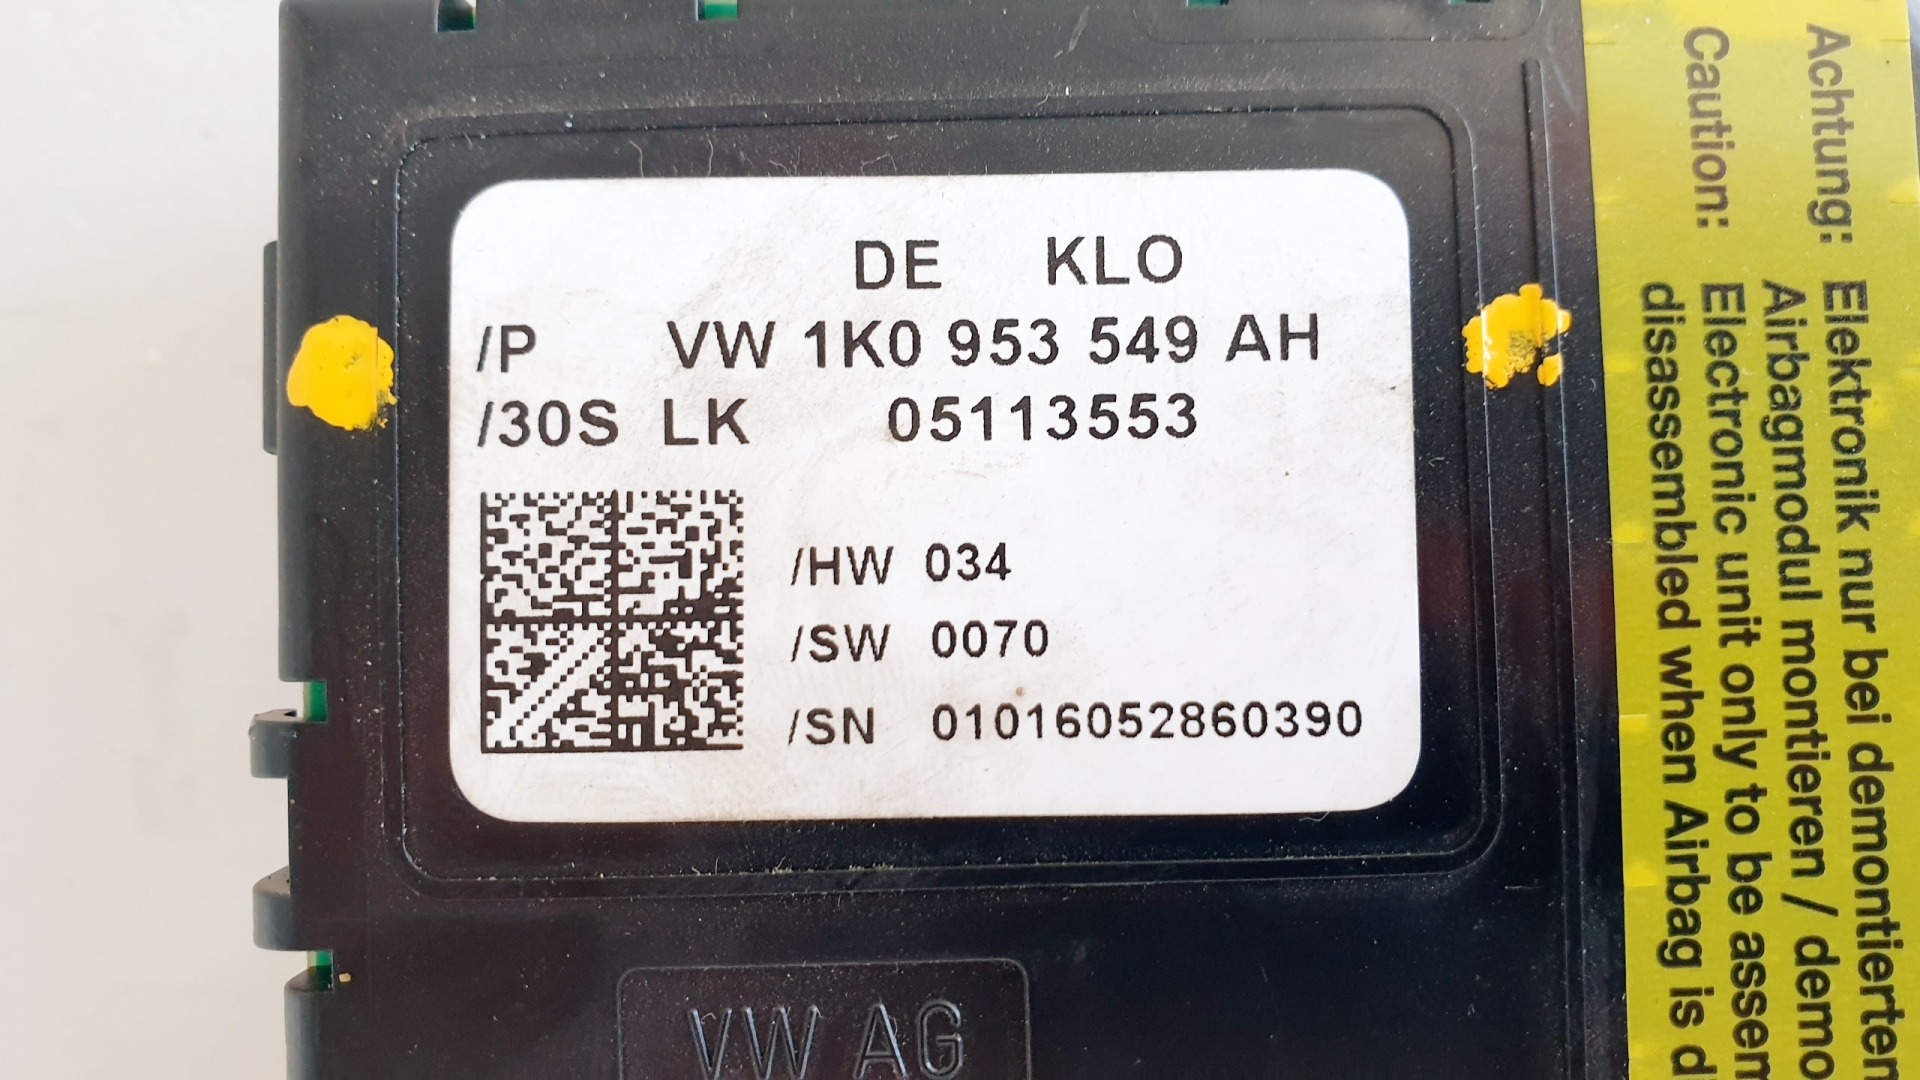 DE KLO
/P VW 1K0 953 549 AH
/30S LK 05113553
/HW 034
/SW 0070
/SN 01016052860390
VW AG
Achtung: Elektronik nur bei demontierten
Airbagmodul montieren / demo
Caution: Electronic unit only to be assem
disassembled when Airbag is d